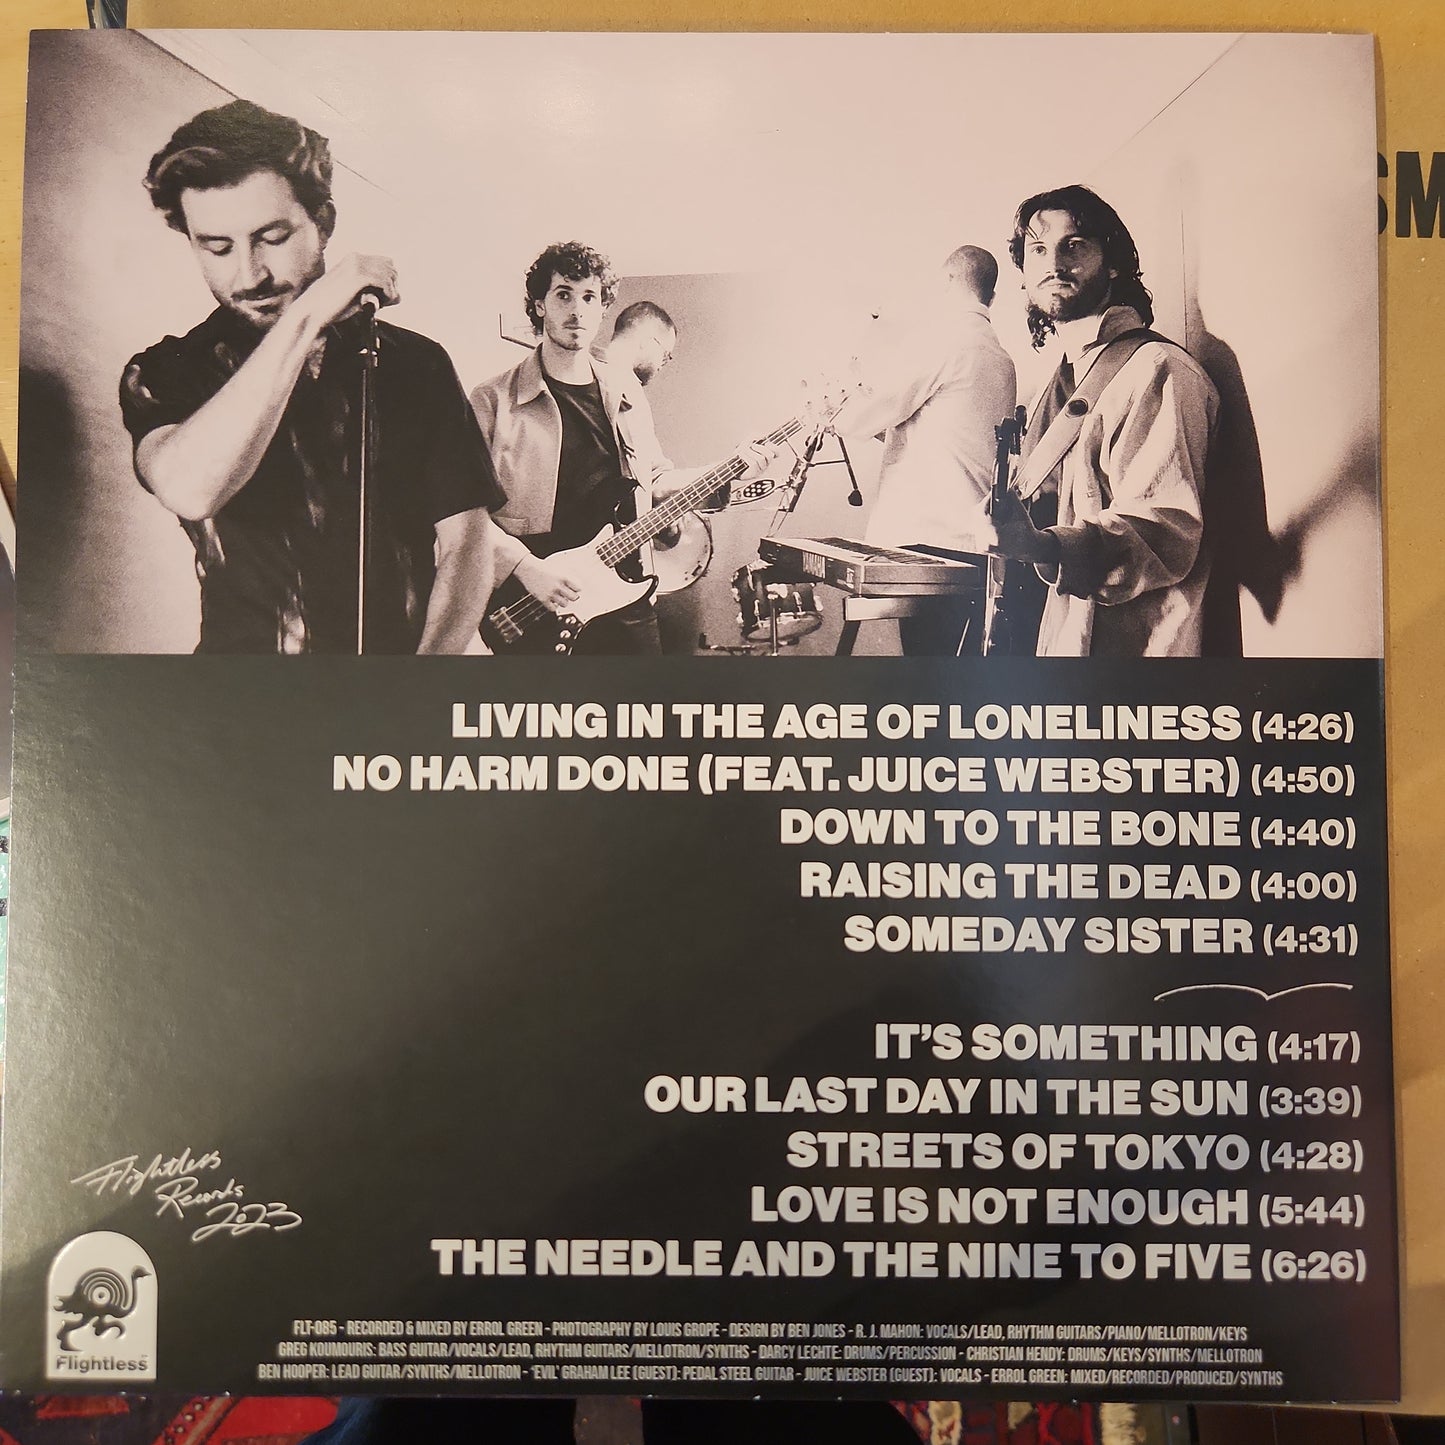 SM
YAMAHA
LIVING IN THE AGE OF LONELINESS (4:26)
NO HARM DONE (FEAT. JUICE WEBSTER) (4:50)
DOWN TO THE BONE (4:40)
RAISING THE DEAD (4:00)
SOMEDAY SISTER (4:31)
IT'S SOMETHING (4:17)
OUR LAST DAY IN THE SUN (3:39)
STREETS OF TOKYO (4:28)
LOVE IS NOT ENOUGH (5:44)
THE NEEDLE AND THE NINE TO FIVE (6:26)
Flightless
Records
2023
Flightless
FLT-085 - RECORDED & MIXED BY ERROL GREEN - PHOTOGRAPHY BY LOUIS GROPE - DESIGN BY BEN JONES - R. J. MAHON: VOCALS/LEAD, RHYTHM GUITARS/PIANO/MELLOTRON/KEYS
GREG KOUMOURIS: BASS GUITAR/VOCALS/LEAD, RHYTHM GUITARS/MELLOTRON/SYNTHS - DARCY LECHTE: DRUMS/PERCUSSION - CHRISTIAN HENDY: DRUMS/KEYS/SYNTHS/MELLOTRON
BEN HOOPER: LEAD GUITAR/SYNTHS/MELLOTRON - 'EVIL' GRAHAM LEE (GUEST): PEDAL STEEL GUITAR - JUICE WEBSTER (GUEST): VOCALS - ERROL GREEN: MIXED/RECORDED/PRODUCED/SYNTHS